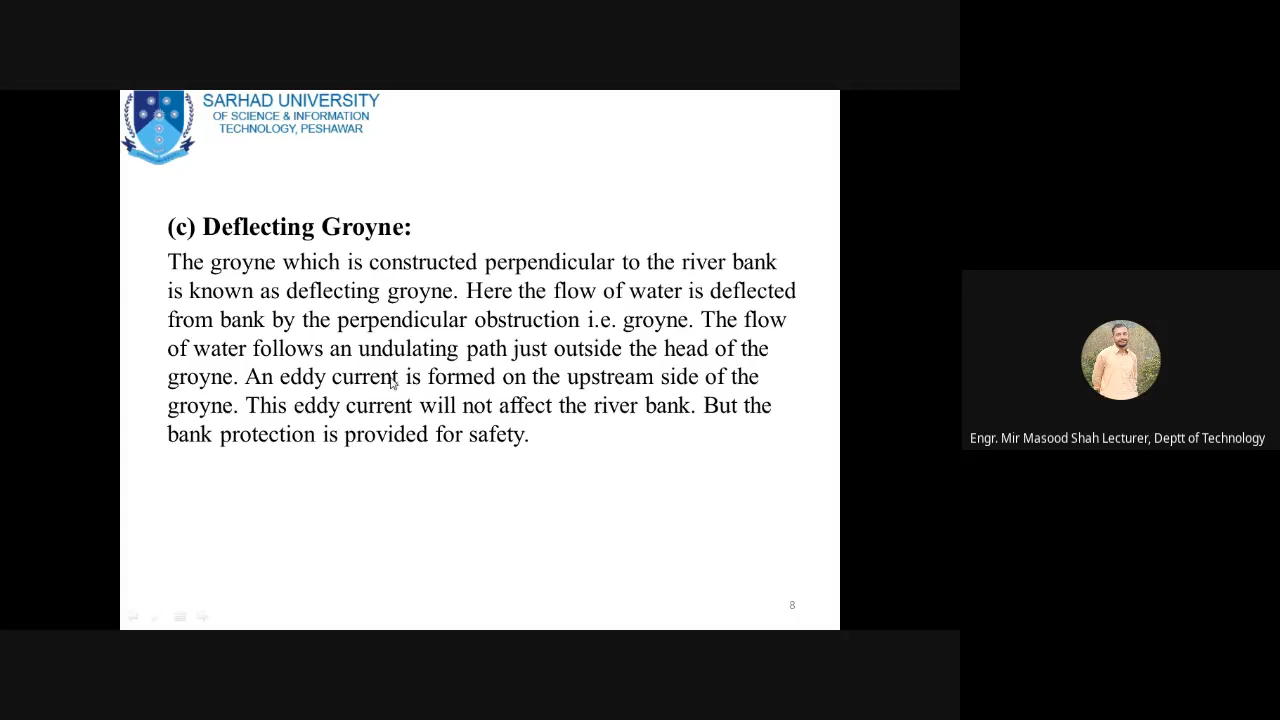 SARHAD UNIVERSITY
OF SCIENCE & INFORMATION
TECHNOLOGY, PESHAWAR
(c) Deflecting Groyne:
The groyne which is constructed perpendicular to the river bank
is known as deflecting groyne. Here the flow of water is deflected
from bank by the perpendicular obstruction i.e. groyne. The flow
of water follows an undulating path just outside the head of the
groyne. An eddy current is formed on the upstream side of the
groyne. This eddy current will not affect the river bank. But the
bank protection is provided for safety.
8
Engr. Mir Masood Shah Lecturer, Deptt of Technology